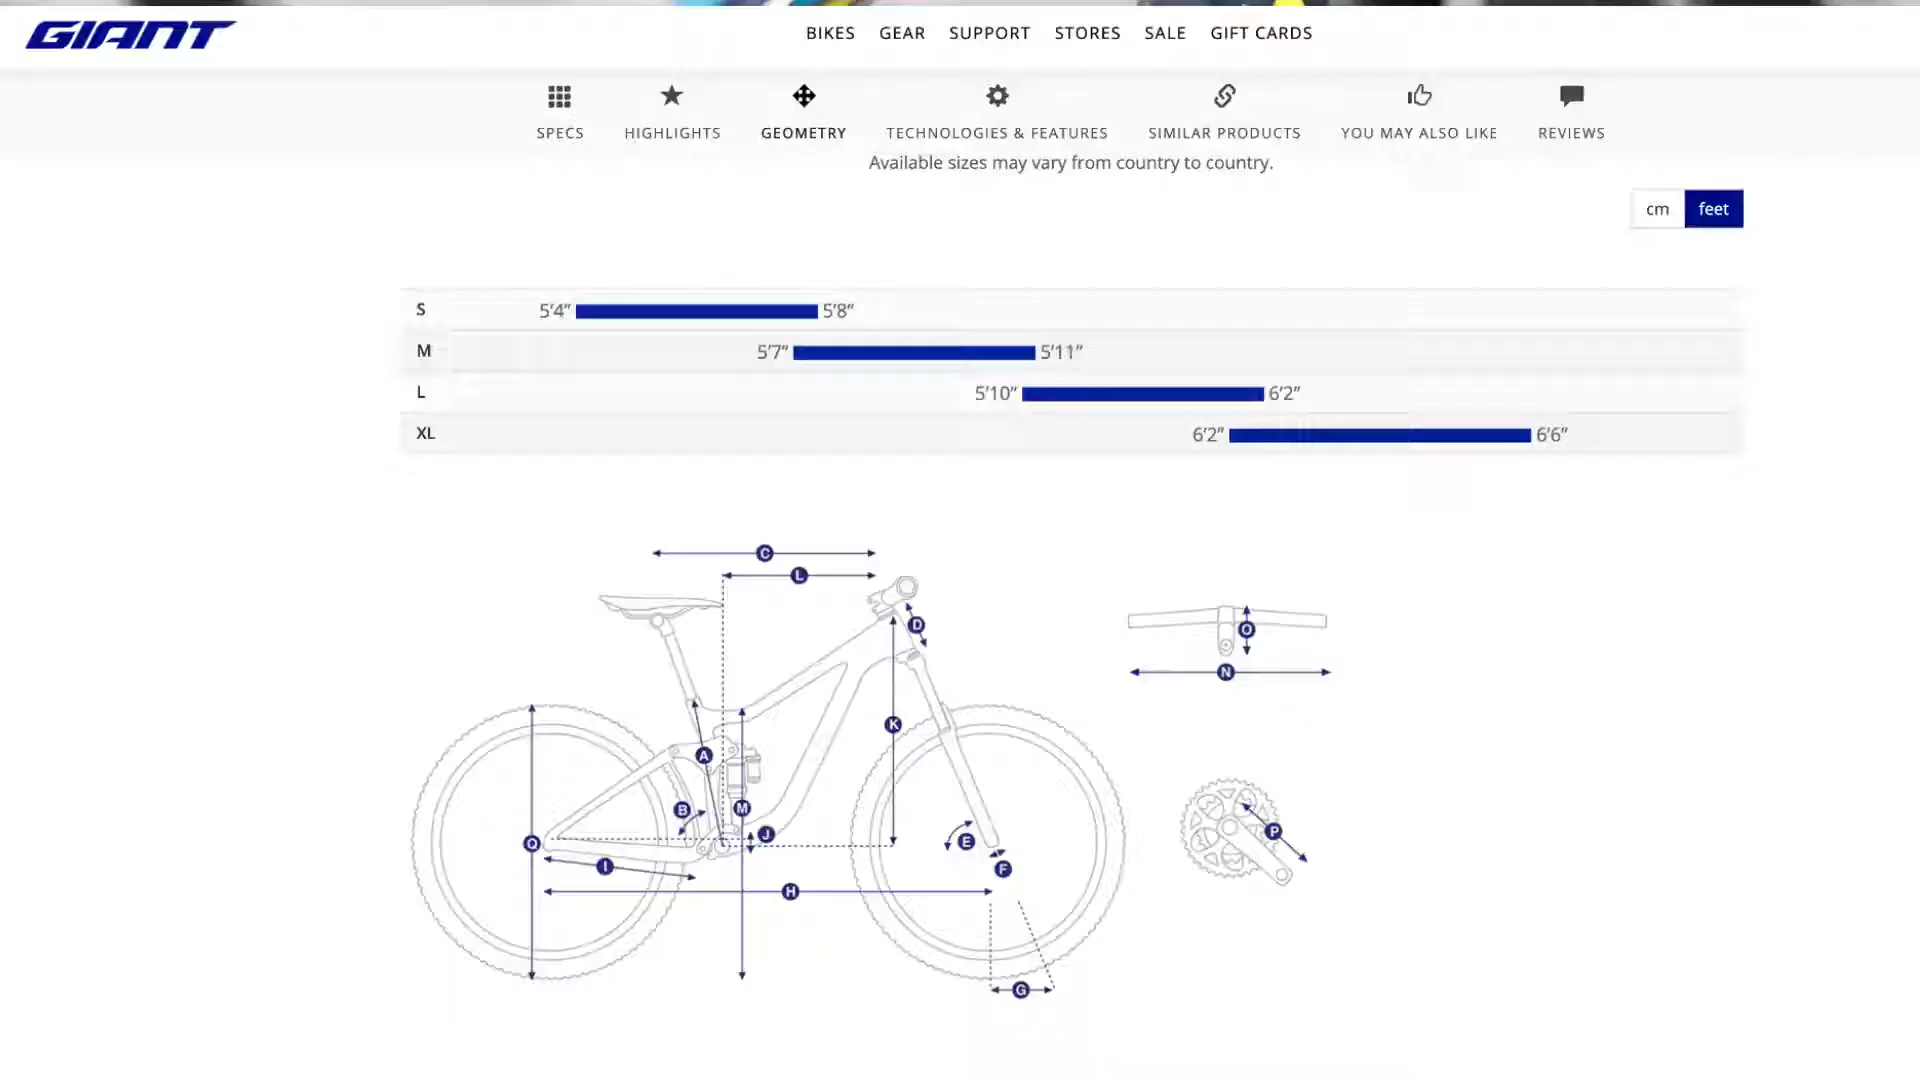 GIANT
BIKES GEAR SUPPORT STORES SALE GIFT CARDS
SPECS HIGHLIGHTS GEOMETRY TECHNOLOGIES & FEATURES SIMILAR PRODUCTS YOU MAY ALSO LIKE REVIEWS
Available sizes may vary from country to country.
cm feet
S 5'4" 5'8"
M 5'7" 5'11"
L 5'10" 6'2"
XL 6'2" 6'6"
C
L
D
O
N
K
A
B
M
P
J
E
Q
I
F
H
G